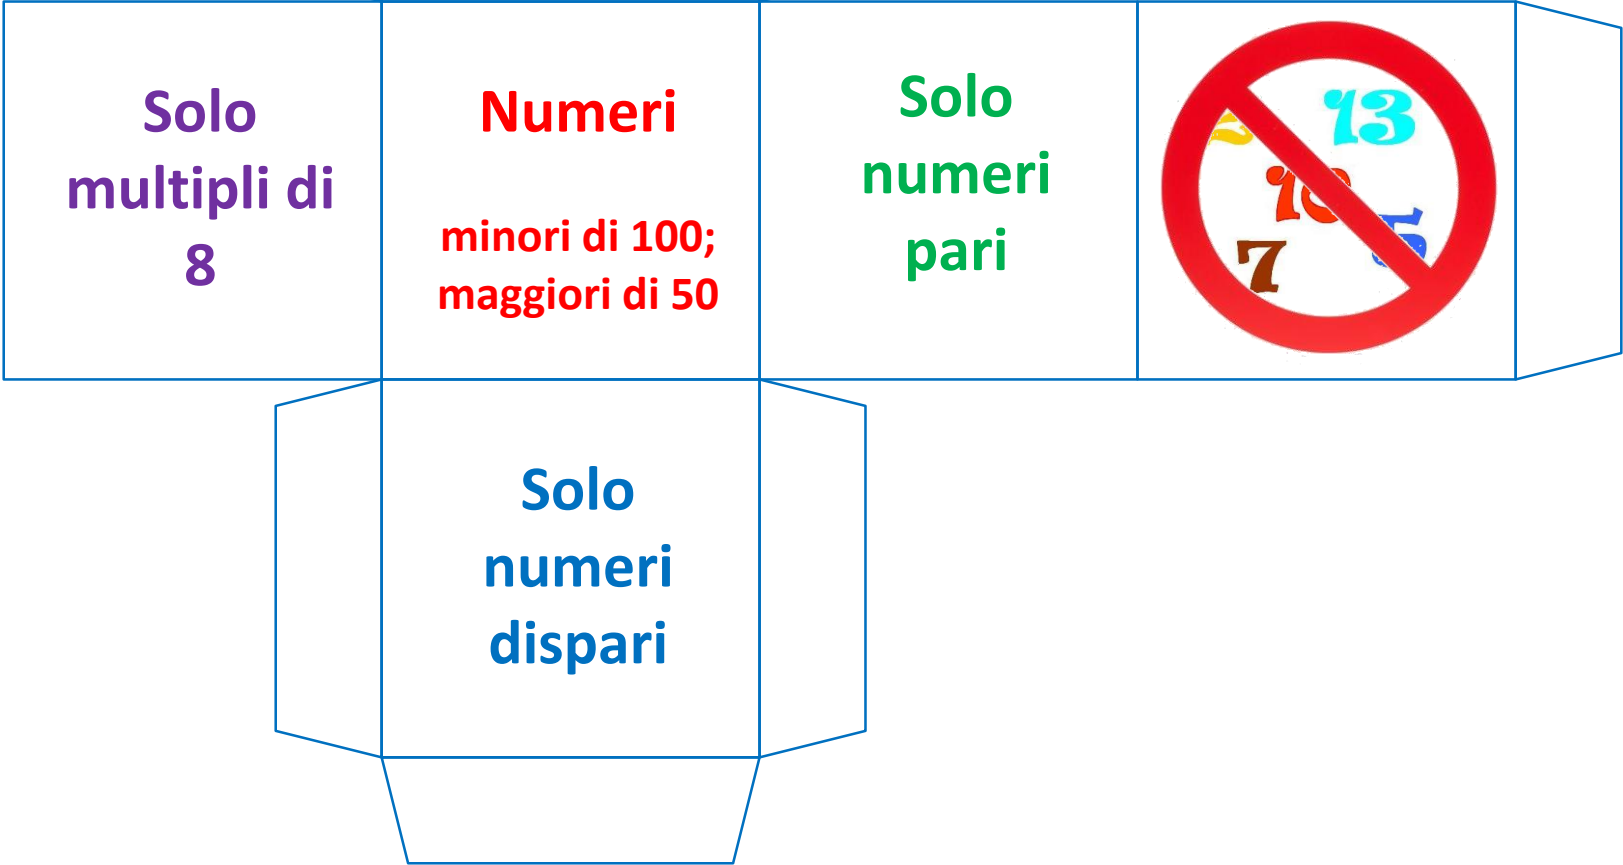 Solo
multipli di
8
Numeri
minori di 100;
maggiori di 50
Solo
numeri
pari
13
7
Solo
numeri
dispari